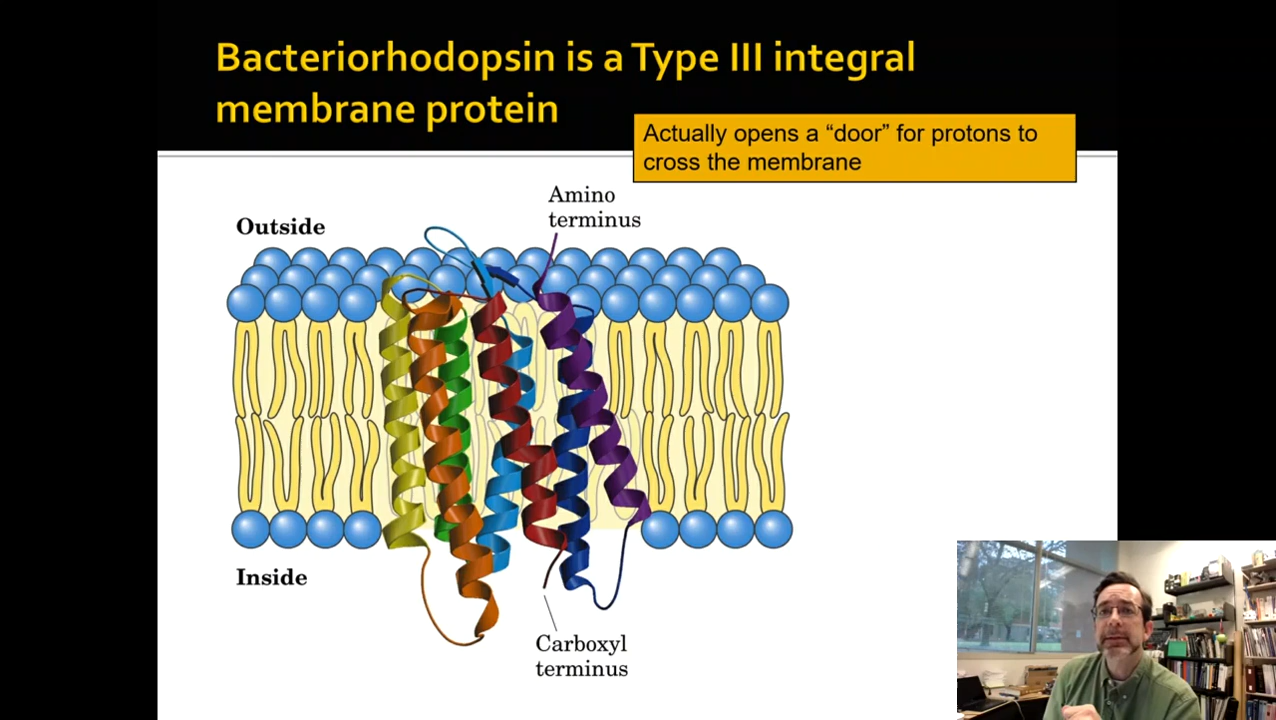 Bacteriorhodopsin is a Type III integral
membrane protein
Actually opens a “door” for protons to
cross the membrane
Amino
terminus
Outside
Inside
Carboxyl
terminus